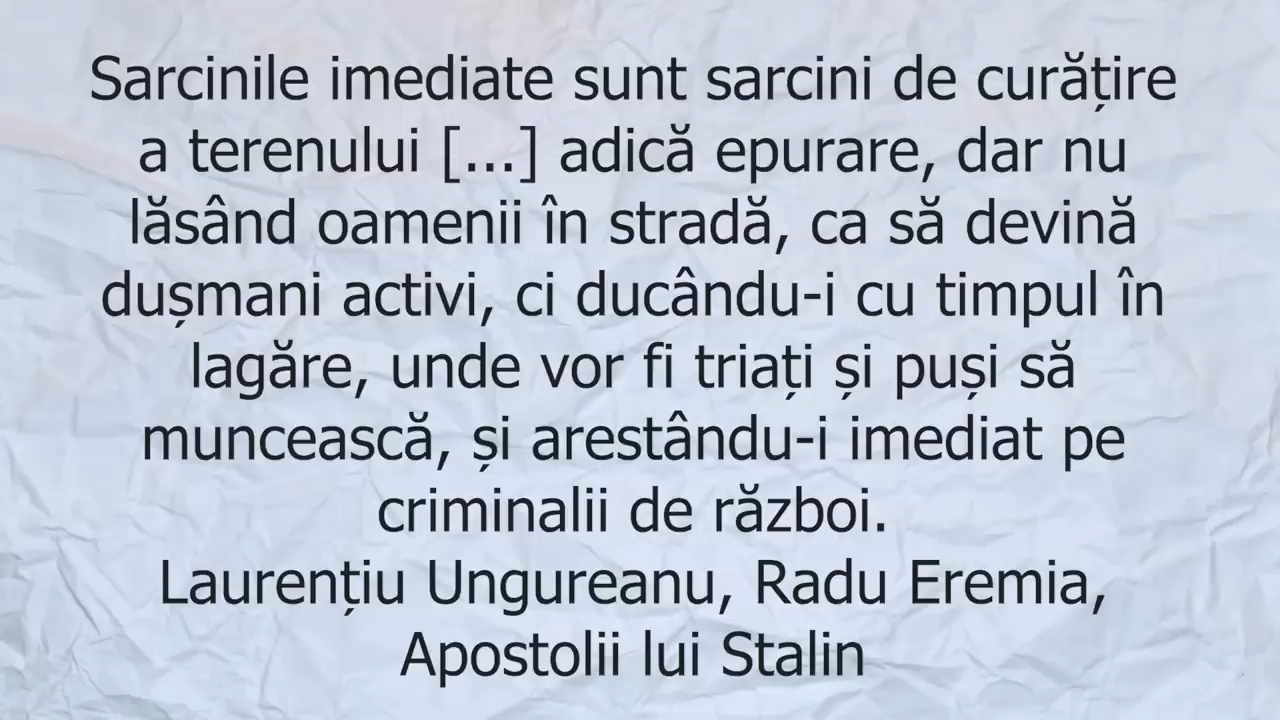 Sarcinile imediate sunt sarcini de curățire
a terenului [...] adică epurare, dar nu
lăsând oamenii în stradă, ca să devină
dușmani activi, ci ducându-i cu timpul în
lagăre, unde vor fi triați și puși să
muncească, și arestându-i imediat pe
criminalii de război.
Laurențiu Ungureanu, Radu Eremia,
Apostolii lui Stalin